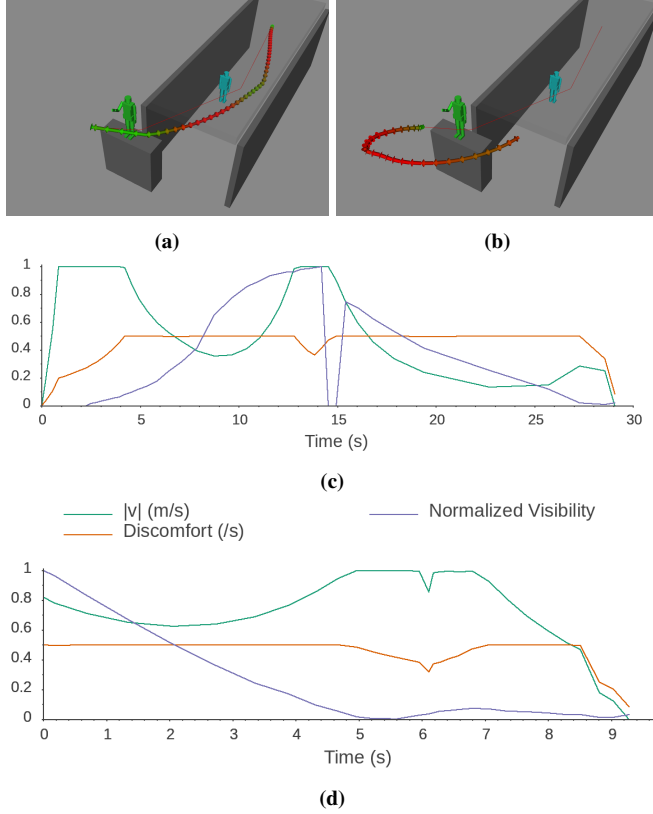 (a) (b)
1
0.8
0.6
0.4
0.2
0
0 5 10 15 20 25 30
Time (s)
(c)
|v| (m/s) Normalized Visibility
Discomfort (/s)
1
0.8
0.6
0.4
0.2
0
0 1 2 3 4 5 6 7 8 9
Time (s)
(d)